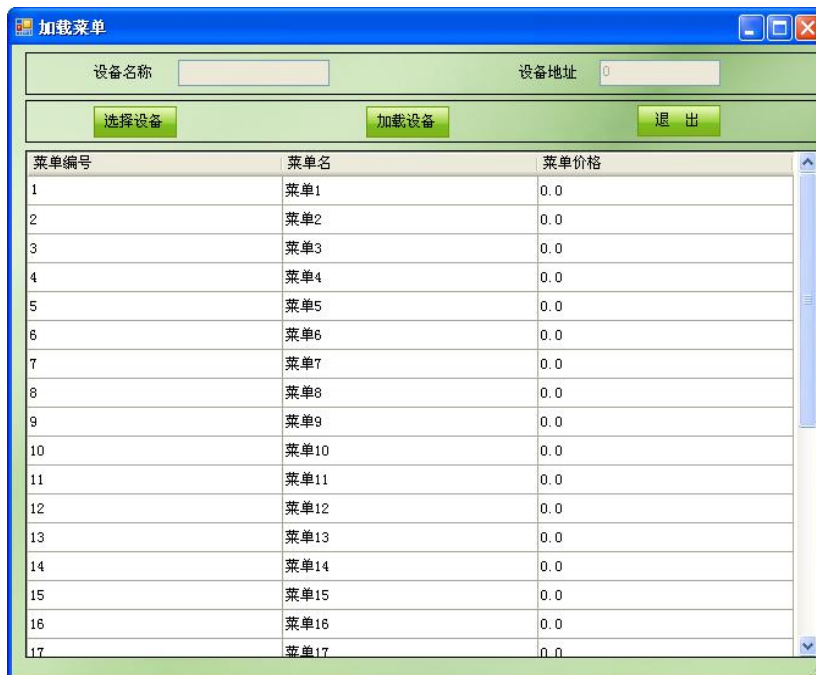 加载菜单
设备名称 设备地址 0
选择设备 加载设备 退 出
菜单编号 菜单名 菜单价格
1 菜单1 0.0
2 菜单2 0.0
3 菜单3 0.0
4 菜单4 0.0
5 菜单5 0.0
6 菜单6 0.0
7 菜单7 0.0
8 菜单8 0.0
9 菜单9 0.0
10 菜单10 0.0
11 菜单11 0.0
12 菜单12 0.0
13 菜单13 0.0
14 菜单14 0.0
15 菜单15 0.0
16 菜单16 0.0
17 菜单17 0.0